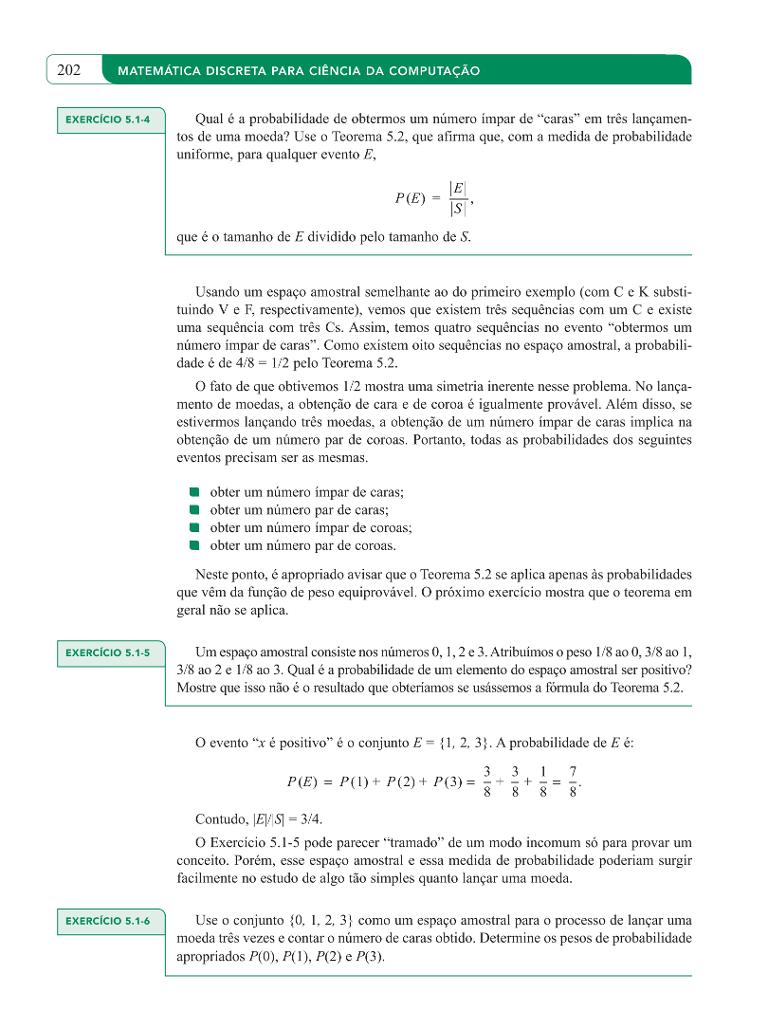 202 MATEMÁTICA DISCRETA PARA CIÊNCIA DA COMPUTAÇÃO
EXERCÍCIO 5.1-4
Qual é a probabilidade de obtermos um número ímpar de “caras” em três lançamen-
tos de uma moeda? Use o Teorema 5.2, que afirma que, com a medida de probabilidade
uniforme, para qualquer evento E,
P(E) = |E| / |S|,
que é o tamanho de E dividido pelo tamanho de S.
Usando um espaço amostral semelhante ao do primeiro exemplo (com C e K substi-
tuindo V e F, respectivamente), vemos que existem três sequências com um C e existe
uma sequência com três Cs. Assim, temos quatro sequências no evento “obtermos um
número ímpar de caras”. Como existem oito sequências no espaço amostral, a probabili-
dade é de 4/8 = 1/2 pelo Teorema 5.2.
O fato de que obtivemos 1/2 mostra uma simetria inerente nesse problema. No lança-
mento de moedas, a obtenção de cara e de coroa é igualmente provável. Além disso, se
estivermos lançando três moedas, a obtenção de um número ímpar de caras implica na
obtenção de um número par de coroas. Portanto, todas as probabilidades dos seguintes
eventos precisam ser as mesmas.
obter um número ímpar de caras;
obter um número par de caras;
obter um número ímpar de coroas;
obter um número par de coroas.
Neste ponto, é apropriado avisar que o Teorema 5.2 se aplica apenas às probabilidades
que vêm da função de peso equiprovável. O próximo exercício mostra que o teorema em
geral não se aplica.
EXERCÍCIO 5.1-5
Um espaço amostral consiste nos números 0, 1, 2 e 3. Atribuímos o peso 1/8 ao 0, 3/8 ao 1,
3/8 ao 2 e 1/8 ao 3. Qual é a probabilidade de um elemento do espaço amostral ser positivo?
Mostre que isso não é o resultado que obteríamos se usássemos a fórmula do Teorema 5.2.
O evento “x é positivo” é o conjunto E = {1, 2, 3}. A probabilidade de E é:
P(E) = P(1) + P(2) + P(3) = 3/8 + 3/8 + 1/8 = 7/8.
Contudo, |E|/|S| = 3/4.
O Exercício 5.1-5 pode parecer “tramado” de um modo incomum só para provar um
conceito. Porém, esse espaço amostral e essa medida de probabilidade poderiam surgir
facilmente no estudo de algo tão simples quanto lançar uma moeda.
EXERCÍCIO 5.1-6
Use o conjunto {0, 1, 2, 3} como um espaço amostral para o processo de lançar uma
moeda três vezes e contar o número de caras obtido. Determine os pesos de probabilidade
apropriados P(0), P(1), P(2) e P(3).